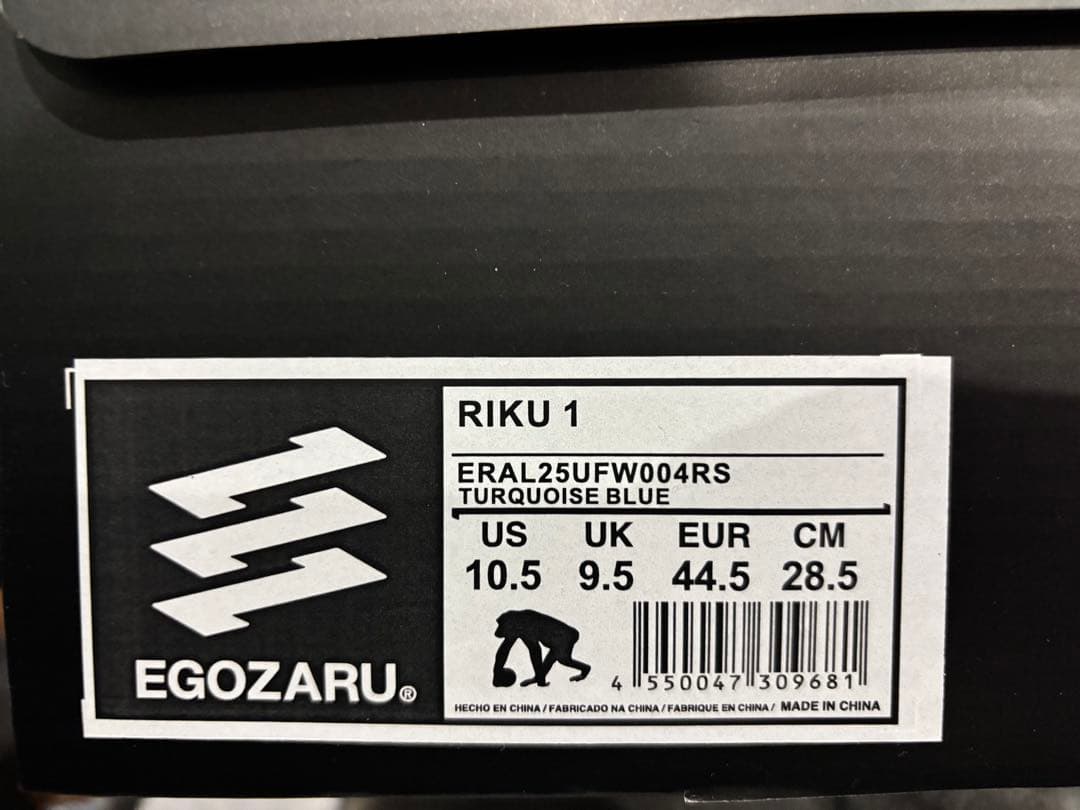 EGOZARU®
RIKU 1
ERAL25UFW004RS
TURQUOISE BLUE
US UK EUR CM
10.5 9.5 44.5 28.5
4 550047 309681
HECHO EN CHINA / FABRICADO NA CHINA / FABRIQUE EN CHINA / MADE IN CHINA